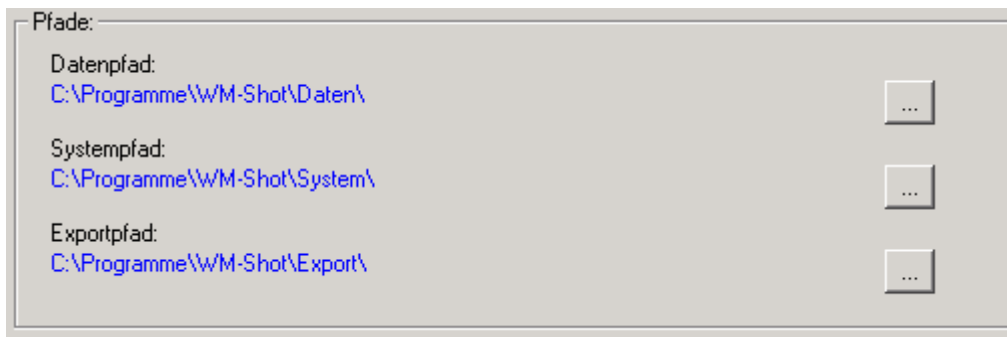 Pfade:
Datenpfad:
C:\Programme\WM-Shot\Daten\
...
Systempfad:
C:\Programme\WM-Shot\System\
...
Exportpfad:
C:\Programme\WM-Shot\Export\
...